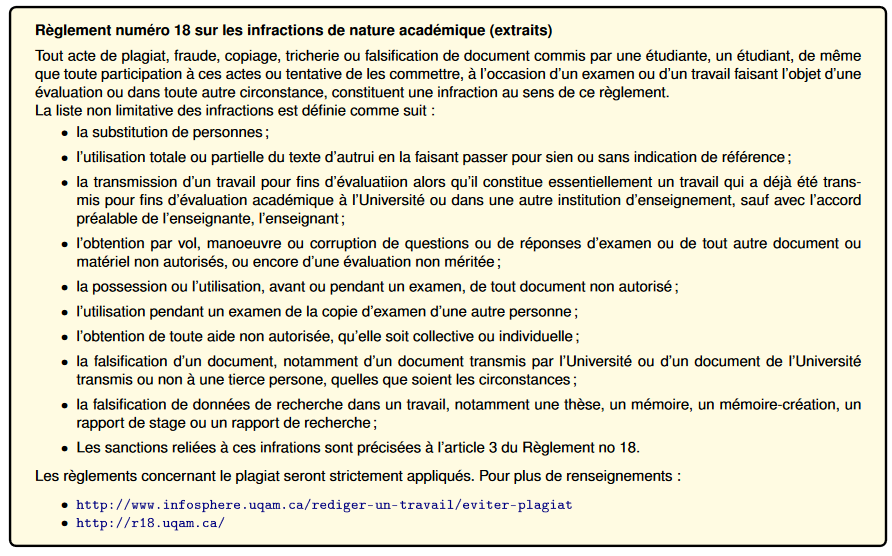 Règlement numéro 18 sur les infractions de nature académique (extraits)
Tout acte de plagiat, fraude, copiage, tricherie ou falsification de document commis par une étudiante, un étudiant, de même
que toute participation à ces actes ou tentative de les commettre, à l’occasion d’un examen ou d’un travail faisant l’objet d’une
évaluation ou dans toute autre circonstance, constituent une infraction au sens de ce règlement.
La liste non limitative des infractions est définie comme suit :
• la substitution de personnes ;
• l’utilisation totale ou partielle du texte d’autrui en la faisant passer pour sien ou sans indication de référence ;
• la transmission d’un travail pour fins d’évaluatiion alors qu’il constitue essentiellement un travail qui a déjà été trans-
mis pour fins d’évaluation académique à l’Université ou dans une autre institution d’enseignement, sauf avec l’accord
préalable de l’enseignante, l’enseignant ;
• l’obtention par vol, manoeuvre ou corruption de questions ou de réponses d’examen ou de tout autre document ou
matériel non autorisés, ou encore d’une évaluation non méritée ;
• la possession ou l’utilisation, avant ou pendant un examen, de tout document non autorisé ;
• l’utilisation pendant un examen de la copie d’examen d’une autre personne ;
• l’obtention de toute aide non autorisée, qu’elle soit collective ou individuelle ;
• la falsification d’un document, notamment d’un document transmis par l’Université ou d’un document de l’Université
transmis ou non à une tierce persone, quelles que soient les circonstances ;
• la falsification de données de recherche dans un travail, notamment une thèse, un mémoire, un mémoire-création, un
rapport de stage ou un rapport de recherche ;
• Les sanctions reliées à ces infrations sont précisées à l’article 3 du Règlement no 18.
Les règlements concernant le plagiat seront strictement appliqués. Pour plus de renseignements :
• http://www.infosphere.uqam.ca/rediger-un-travail/eviter-plagiat
• http://r18.uqam.ca/